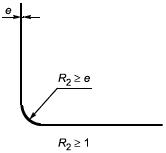 e
R₂ ≥ e
R₂ ≥ 1